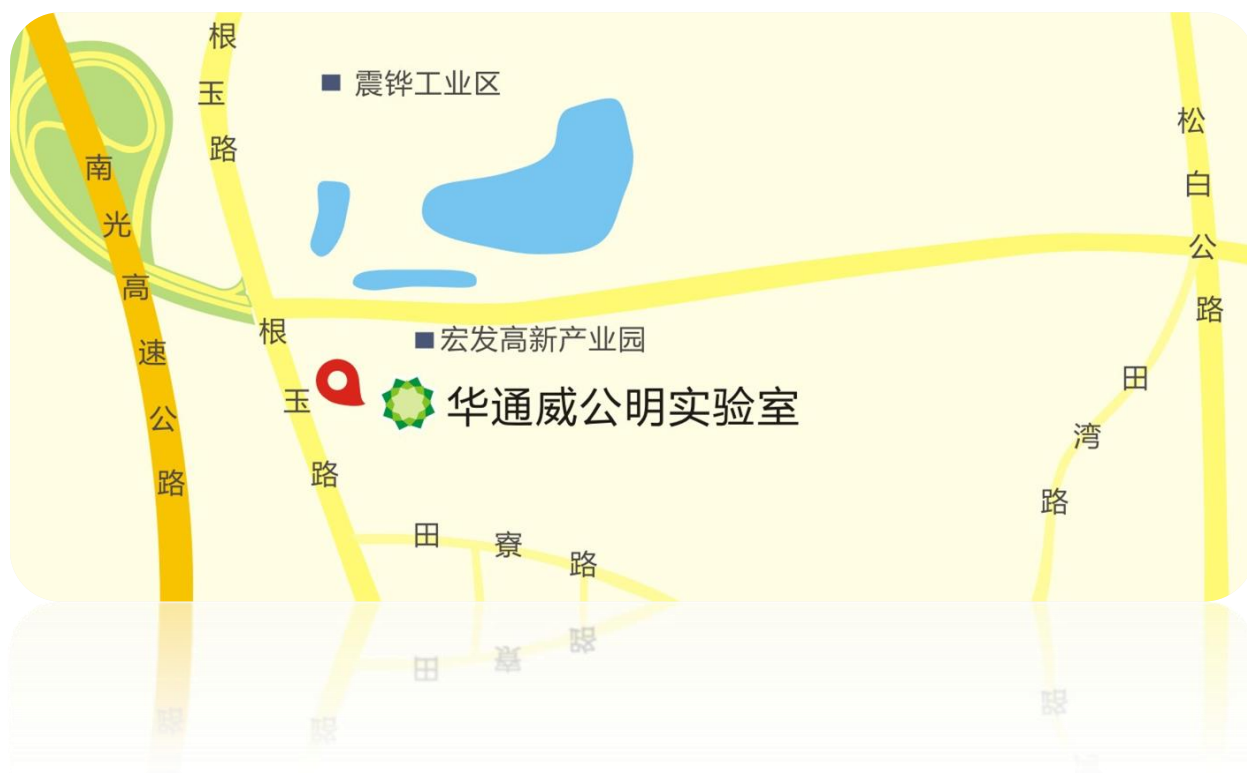 根玉路
震铧工业区
松白公路
南光高速公路
根玉路
宏发高新产业园
华通威公明实验室
田湾路
田寮路